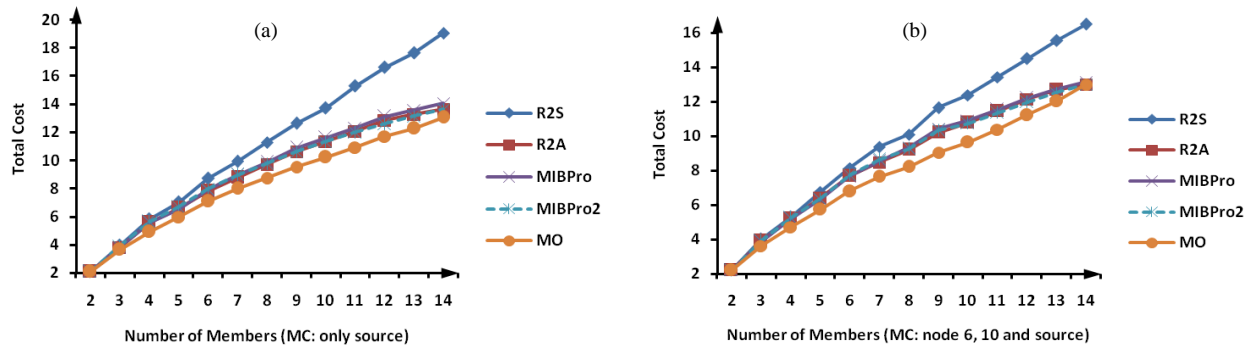 (a)
Total Cost
20
18
16
14
12
10
8
6
4
2
2 3 4 5 6 7 8 9 10 11 12 13 14
Number of Members (MC: only source)
R2S
R2A
MIBPro
MIBPro2
MO
(b)
Total Cost
16
14
12
10
8
6
4
2
2 3 4 5 6 7 8 9 10 11 12 13 14
Number of Members (MC: node 6, 10 and source)
R2S
R2A
MIBPro
MIBPro2
MO